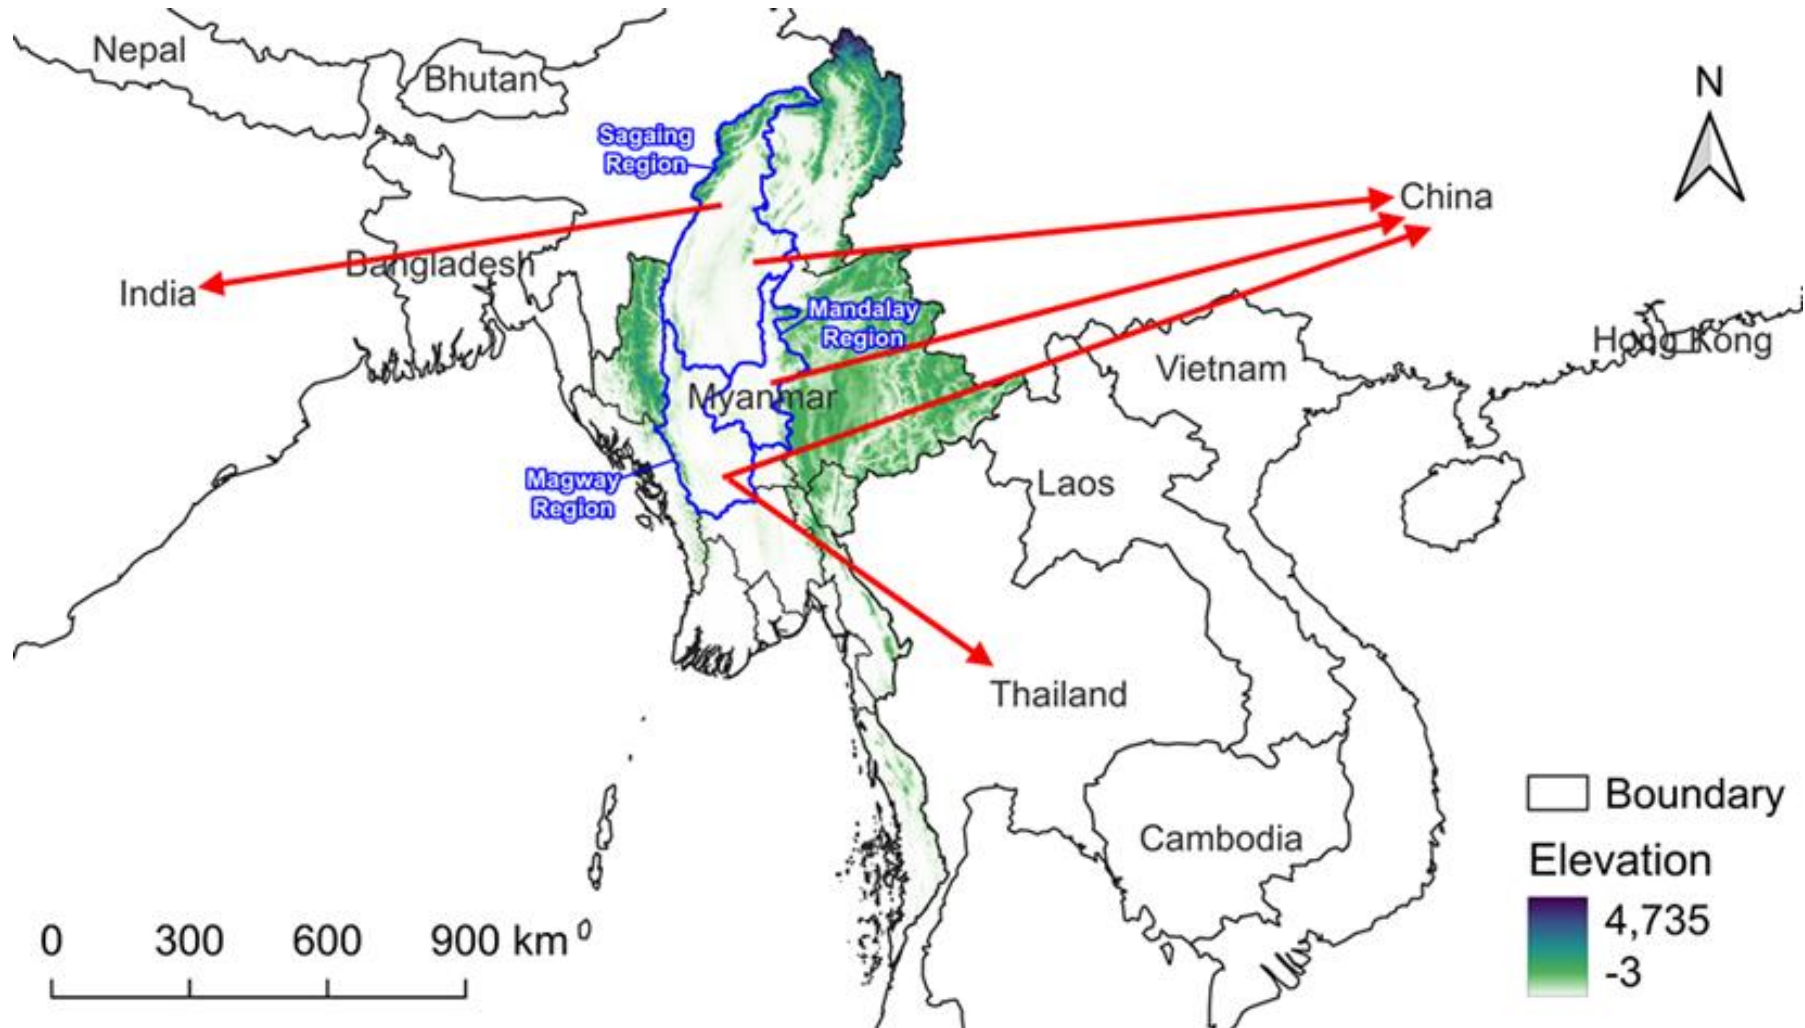 Nepal
Bhutan
N
Sagaing
Region
China
Bangladesh
India
Mandalay
Region
Hong Kong
Vietnam
Myanmar
Magway
Region
Laos
Thailand
Boundary
Cambodia
Elevation
4,735
-3
0 300 600 900 km